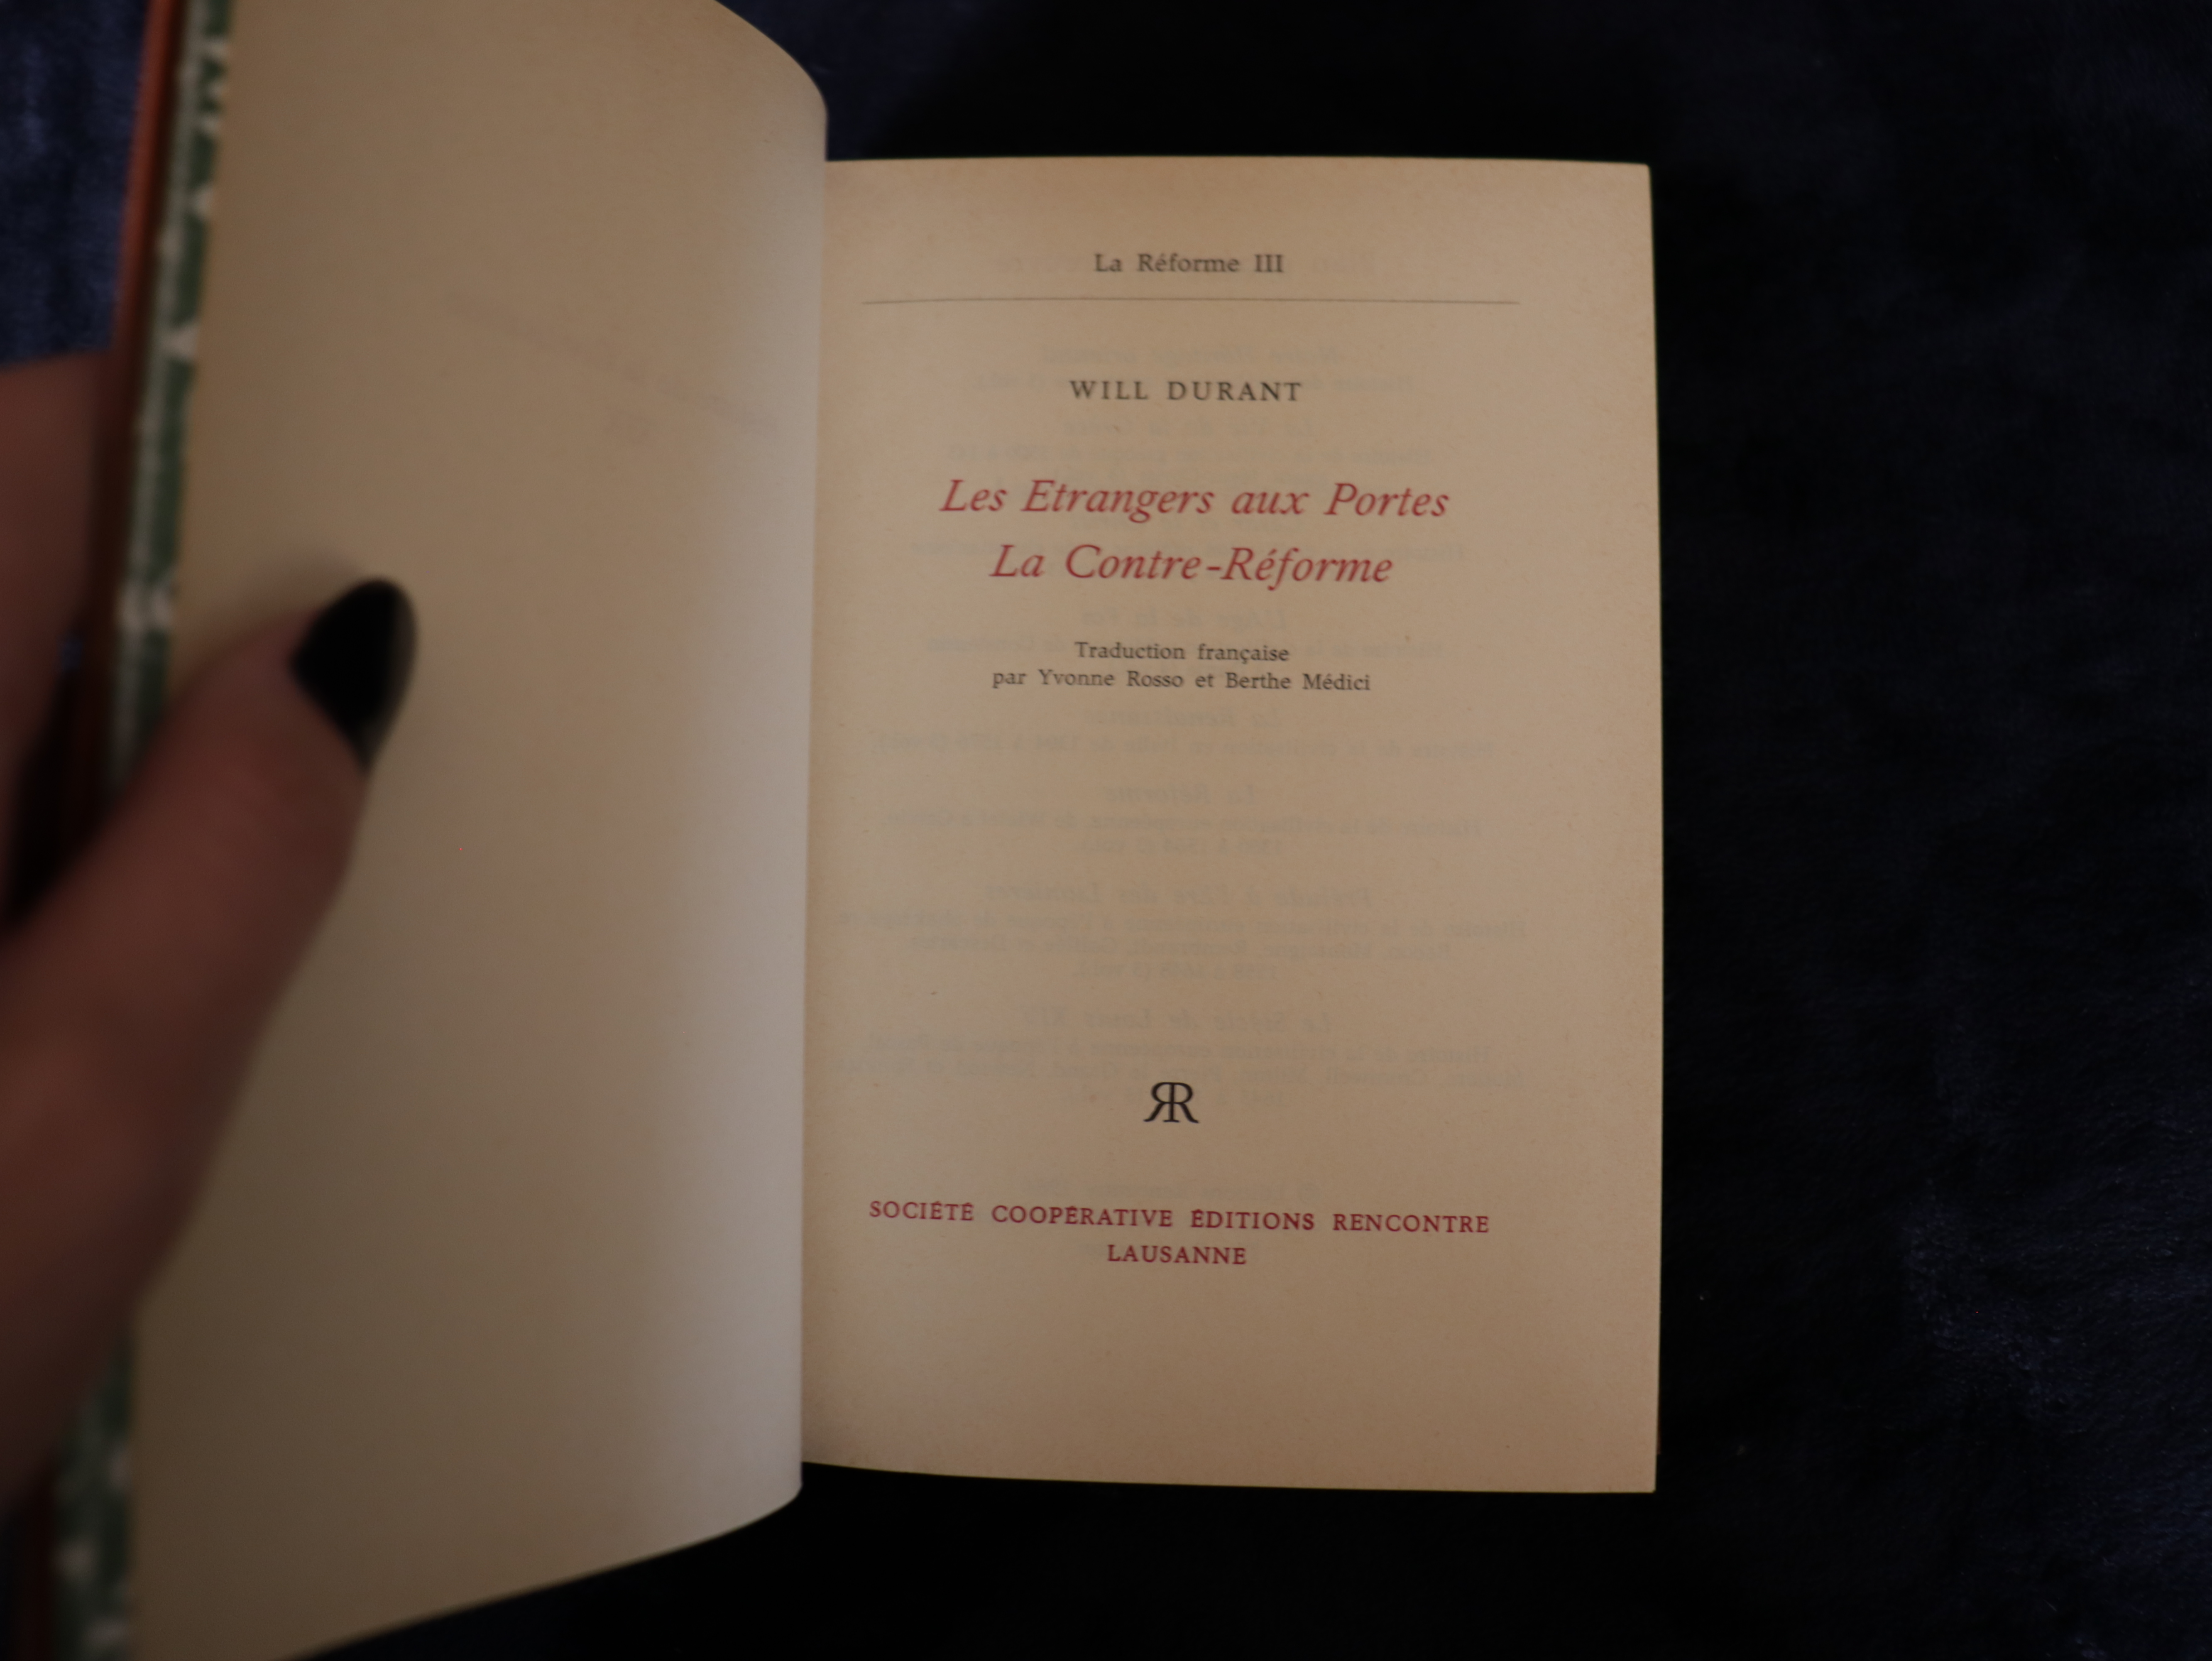 La Réforme III
WILL DURANT
Les Etrangers aux Portes
La Contre-Réforme
Traduction française
par Yvonne Rosso et Berthe Médici
SOCIÉTÉ COOPÉRATIVE ÉDITIONS RENCONTRE
LAUSANNE